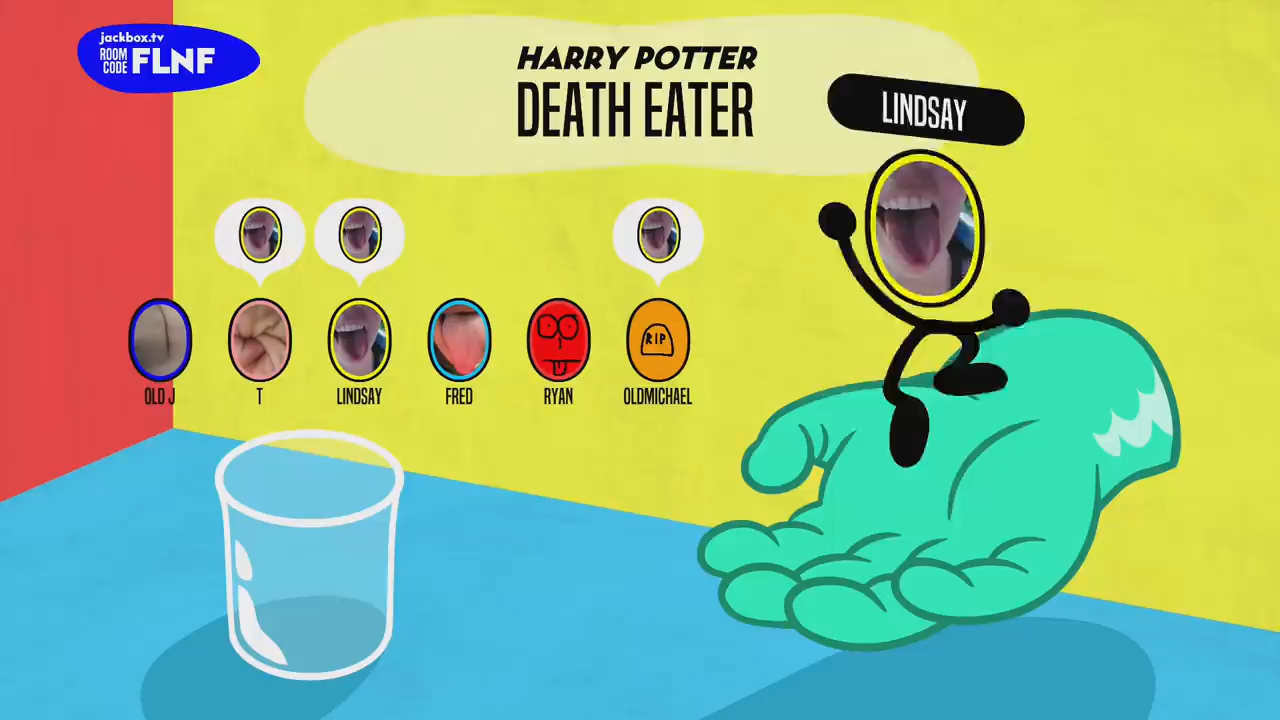 jackbox.tv
ROOM CODE FLNF
HARRY POTTER
DEATH EATER
LINDSAY
RIP
OLD J
T
LINDSAY
FRED
RYAN
OLDMICHAEL